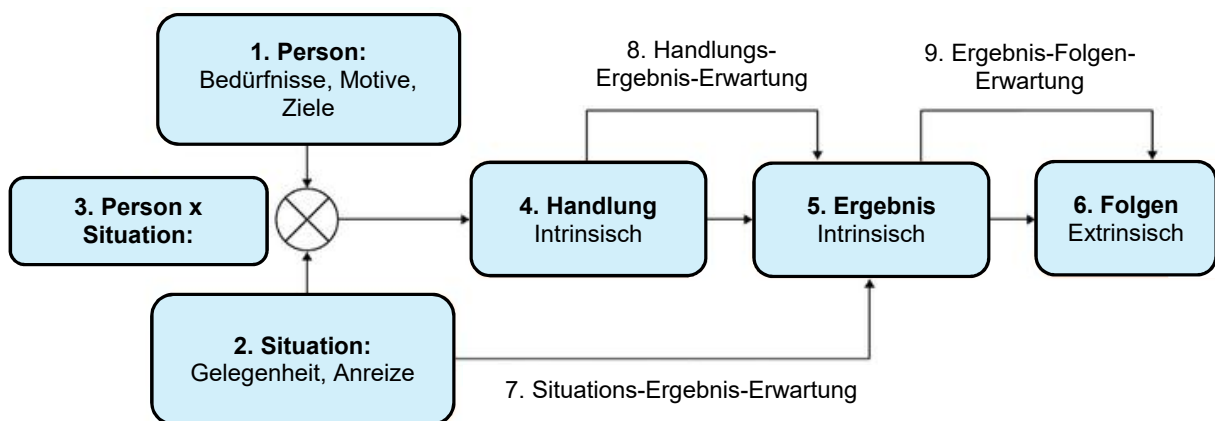 1. Person:
Bedürfnisse, Motive,
Ziele
8. Handlungs-
Ergebnis-Erwartung
9. Ergebnis-Folgen-
Erwartung
3. Person x
Situation:
4. Handlung
Intrinsisch
5. Ergebnis
Intrinsisch
6. Folgen
Extrinsisch
2. Situation:
Gelegenheit, Anreize
7. Situations-Ergebnis-Erwartung